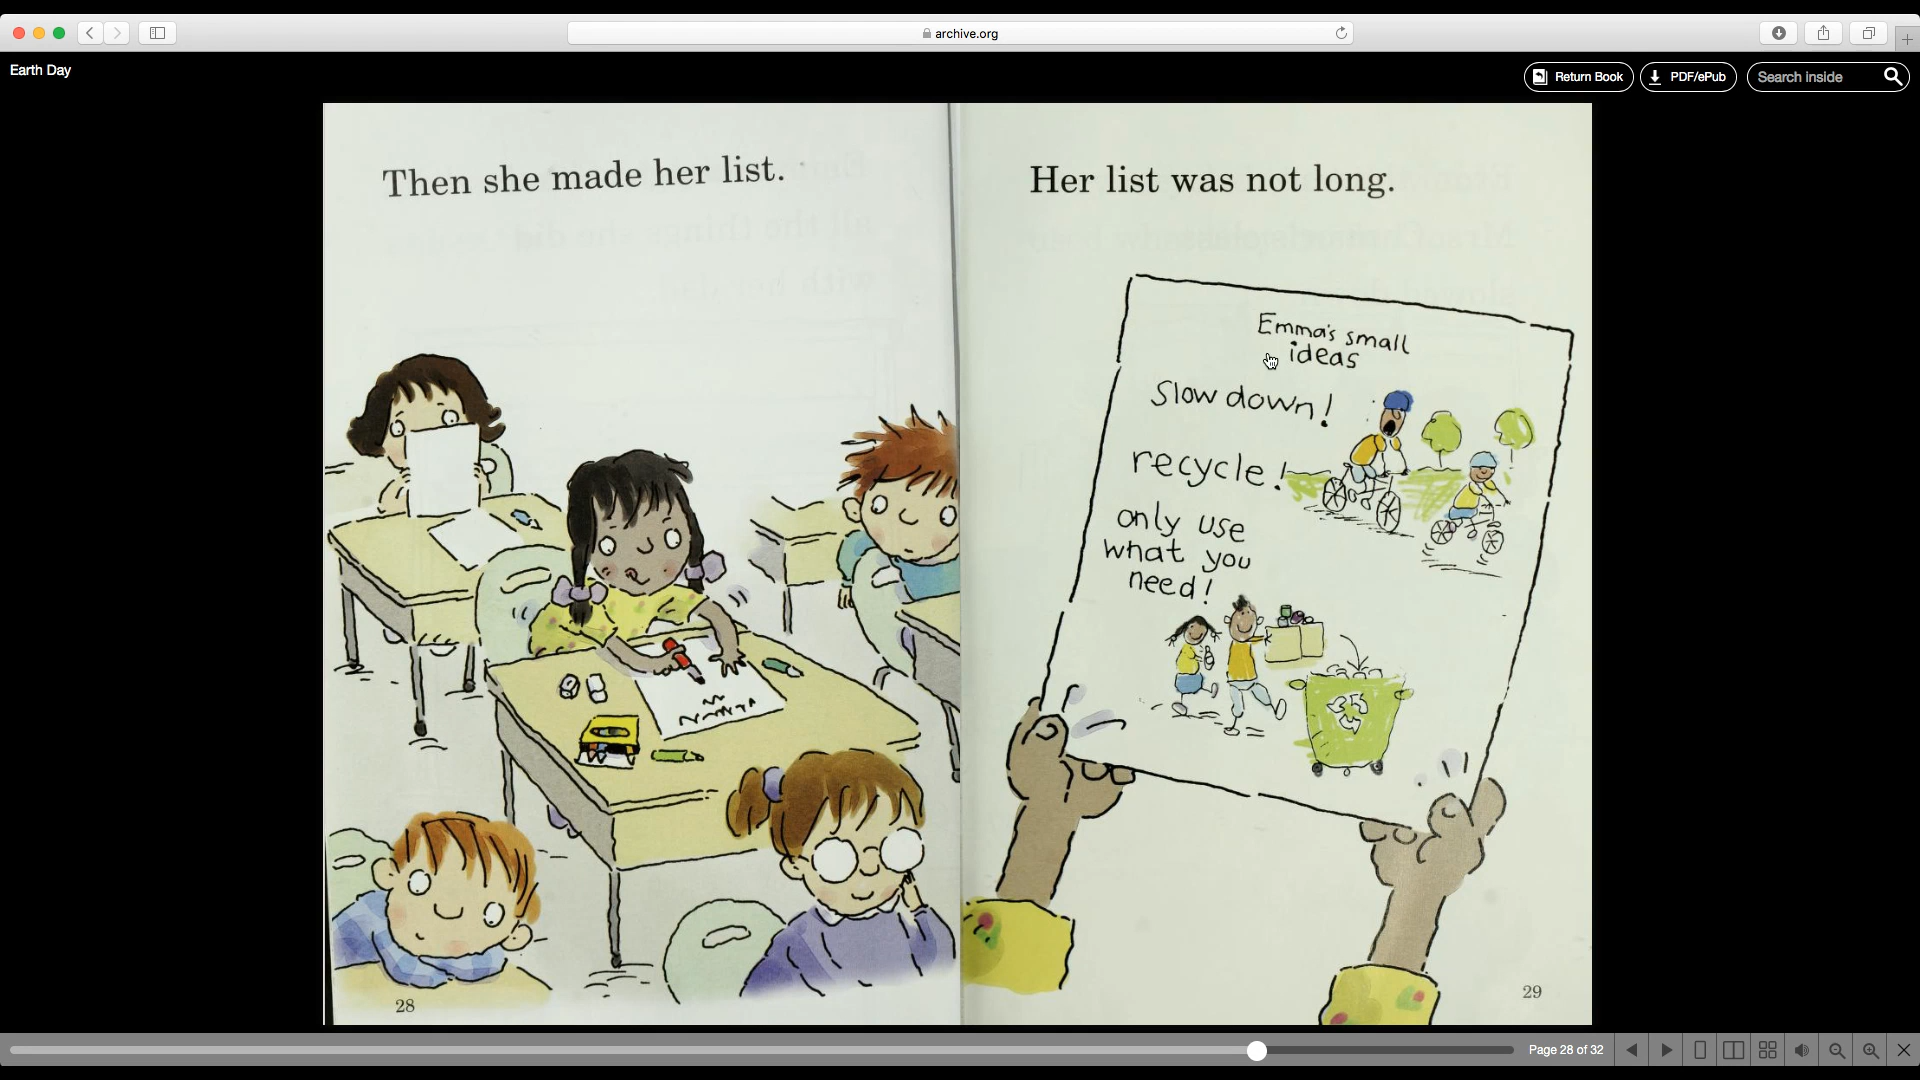 archive.org
Earth Day
Return Book
PDF/ePub
Search inside
Then she made her list.
28
Her list was not long.
Emma's small
ideas
Slow down!
recycle!
only use
what you
need!
29
Page 28 of 32